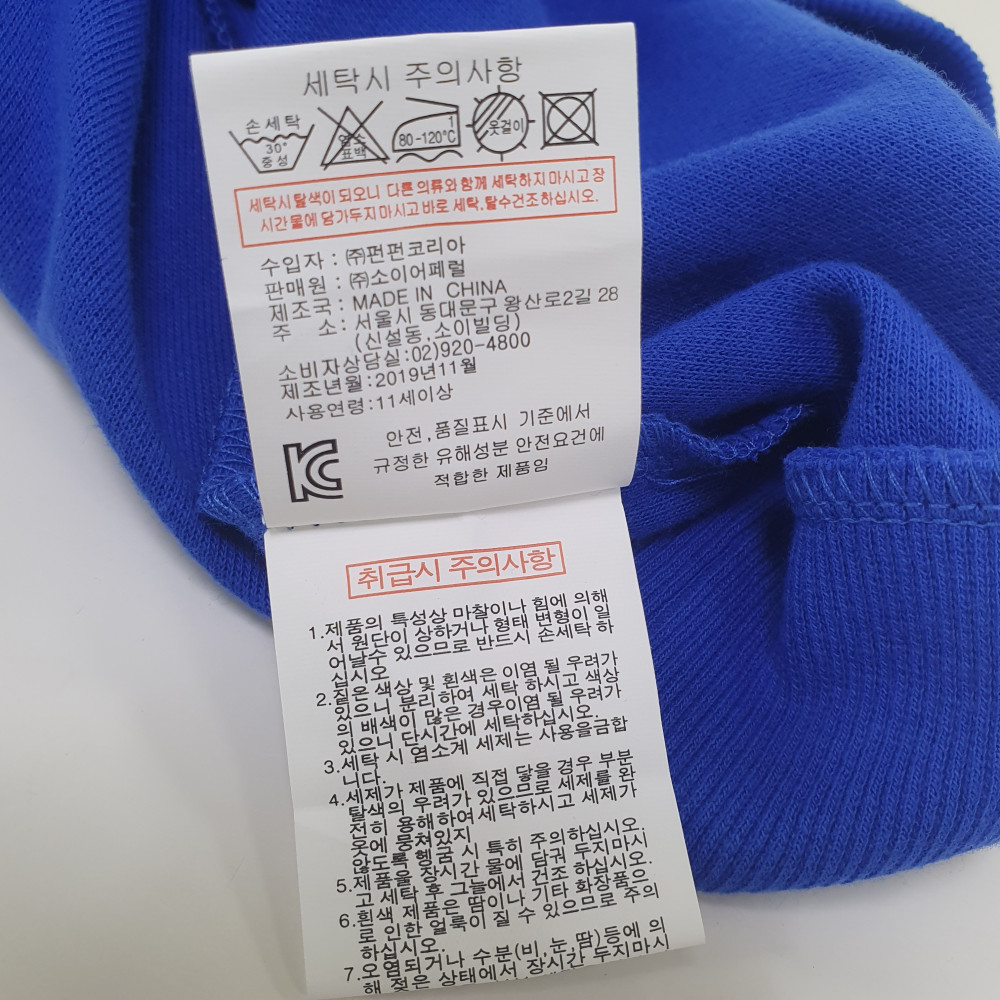 세탁시 주의사항
손세탁
30°
중성
염소
표백
1
80-120℃
옷걸이
세탁시탈색이되오니 다른의류와함께 세탁하지마시고장
시간물에 담가두지마시고바로 세탁.탈수건조하십시오.
수입자 : ㈜펀펀코리아
판매원 : ㈜소이어페럴
제조국 : MADE IN CHINA
주 소: 서울시 동대문구 왕산로2길 28
(신설동,소이빌딩)
소비자상담실:02)920-4800
제조년월:2019년11월
사용연령:11세이상
안전,품질표시 기준에서
규정한 유해성분 안전요건에
적합한 제품임
취급시 주의사항
1.제품의 특성상 마찰이나 힘에 의해
서 원단이 상하거나 형태 변형이 일
어날수 있으므로 반드시 손세탁 하
십시오
2.짙은 색상 및 흰색은 이염 될 우려가
있으니 분리하여 세탁 하시고 색상
의 배색이 많은 경우이염 될 우려가
있으니 단시간에 세탁하십시오.
3.세탁 시 염소계 세제는 사용을금합
니다.
4.세제가 제품에 직접 닿을 경우 부분
탈색의 우려가 있으므로 세제를 완
전히 용해하여세탁하시고 세제가
옷에 뭉쳐있지
않도록헹굼 시 특히 주의하십시오.
5.제품을 장시간 물에 담궈 두지마시
고 세탁 후 그늘에서 건조 하십시오.
6.흰색 제품은 땀이나 기타 화장품으
로 인한 얼룩이 질 수 있으므로 주의
하십시오.
7.오염되거나 수분(비,눈,땀)등에 의
해 젖은 상태에서 장시간 두지마시